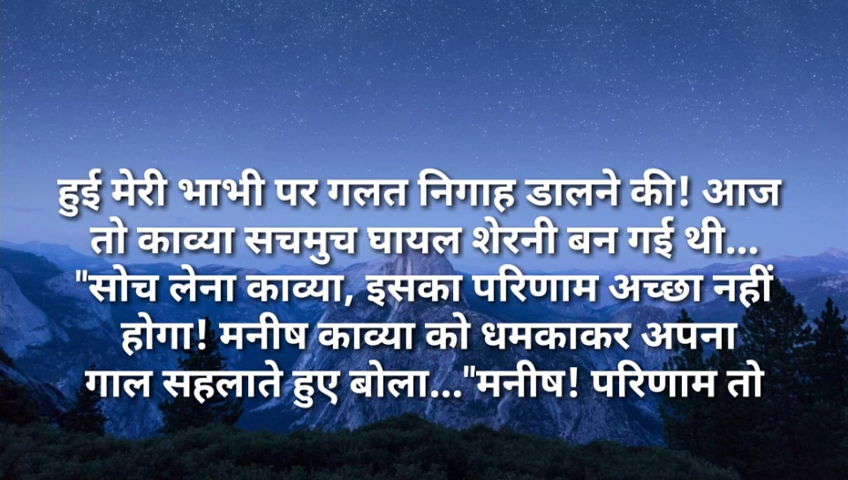 हुई मेरी भाभी पर गलत निगाह डालने की! आज
तो काव्या सचमुच घायल शेरनी बन गई थी...
"सोच लेना काव्या, इसका परिणाम अच्छा नहीं
होगा! मनीष काव्या को धमकाकर अपना
गाल सहलाते हुए बोला..."मनीष! परिणाम तो